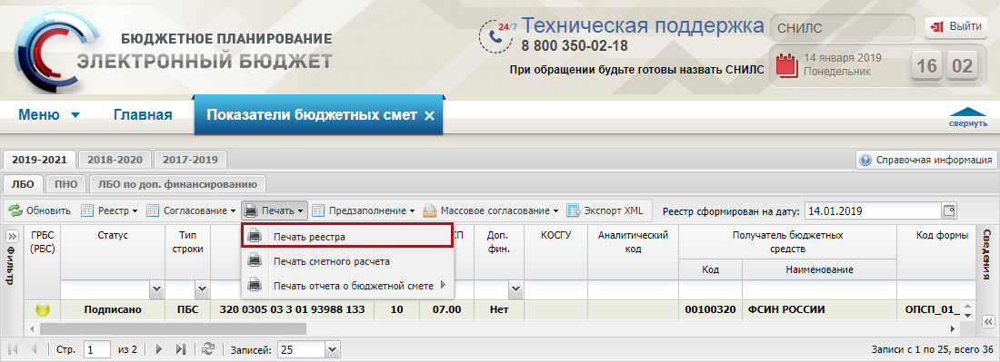 БЮДЖЕТНОЕ ПЛАНИРОВАНИЕ
ЭЛЕКТРОННЫЙ БЮДЖЕТ
24/7
Техническая поддержка
8 800 350-02-18
При обращении будьте готовы назвать СНИЛС
СНИЛС
Выйти
14 января 2019
Понедельник
16 02
Меню
Главная
Показатели бюджетных смет
свернуть
2019-2021 2018-2020 2017-2019
Справочная информация
ЛБО ПНО ЛБО по доп. финансированию
Обновить Реестр Согласование Печать Предзаполнение Массовое согласование Экспорт XML Реестр сформирован на дату: 14.01.2019
Печать реестра
Печать сметного расчета
Печать отчета о бюджетной смете
Фильтр
ГРБС (РБС)
Статус
Тип строки
СП
Доп. фин.
КОСГУ
Аналитический код
Получатель бюджетных средств
Код
Наименование
Код формы
Сведения
Подписано ПБС 320 0305 03 3 01 93988 133 10 07.00 Нет 00100320 ФСИН РОССИИ ОПСП_01_
Стр. 1 из 2 Записей: 25
Записи с 1 по 25, всего 36